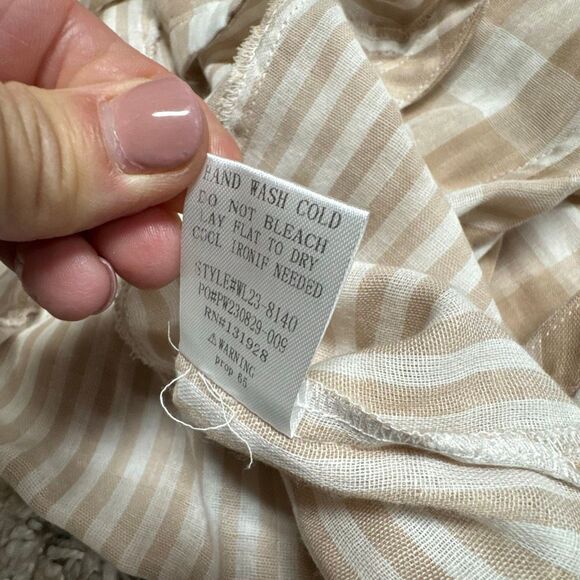 HAND WASH COLD
DO NOT BLEACH
LAY FLAT TO DRY
COOL IRONIF NEEDED
STYLE#WL23-8140
PO#PW230829-009
RN#131928
⚠WARNING
prop 65